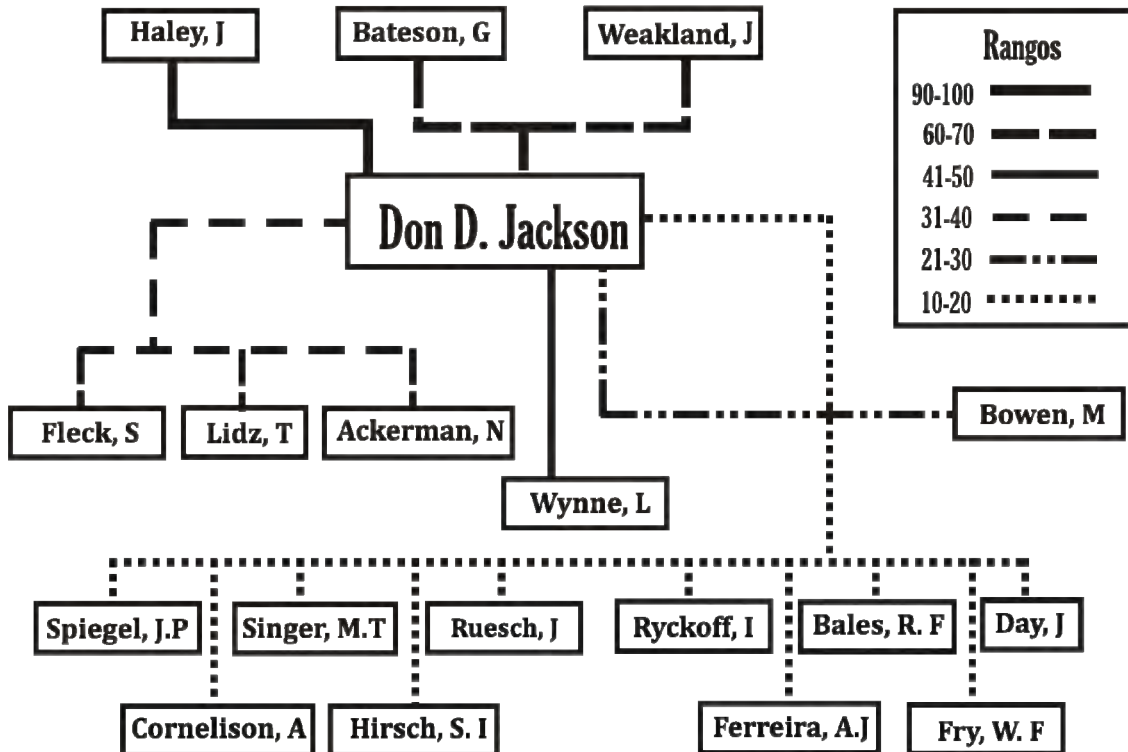 Haley, J
Bateson, G
Weakland, J
Rangos
90-100
60-70
41-50
31-40
21-30
10-20
Don D. Jackson
Fleck, S
Lidz, T
Ackerman, N
Bowen, M
Wynne, L
Spiegel, J.P
Singer, M.T
Ruesch, J
Ryckoff, I
Bales, R. F
Day, J
Cornelison, A
Hirsch, S. I
Ferreira, A.J
Fry, W. F